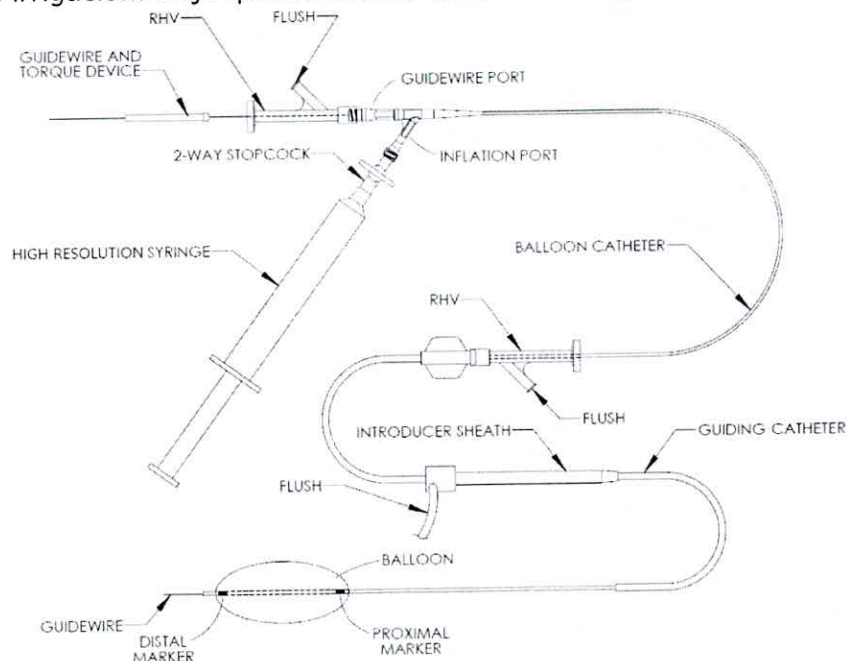 RHV
FLUSH
GUIDEWIRE AND
TORQUE DEVICE
GUIDEWIRE PORT
2-WAY STOPCOCK
INFLATION PORT
HIGH RESOLUTION SYRINGE
BALLOON CATHETER
RHV
FLUSH
INTRODUCER SHEATH
GUIDING CATHETER
FLUSH
BALLOON
GUIDEWIRE
DISTAL
MARKER
PROXIMAL
MARKER